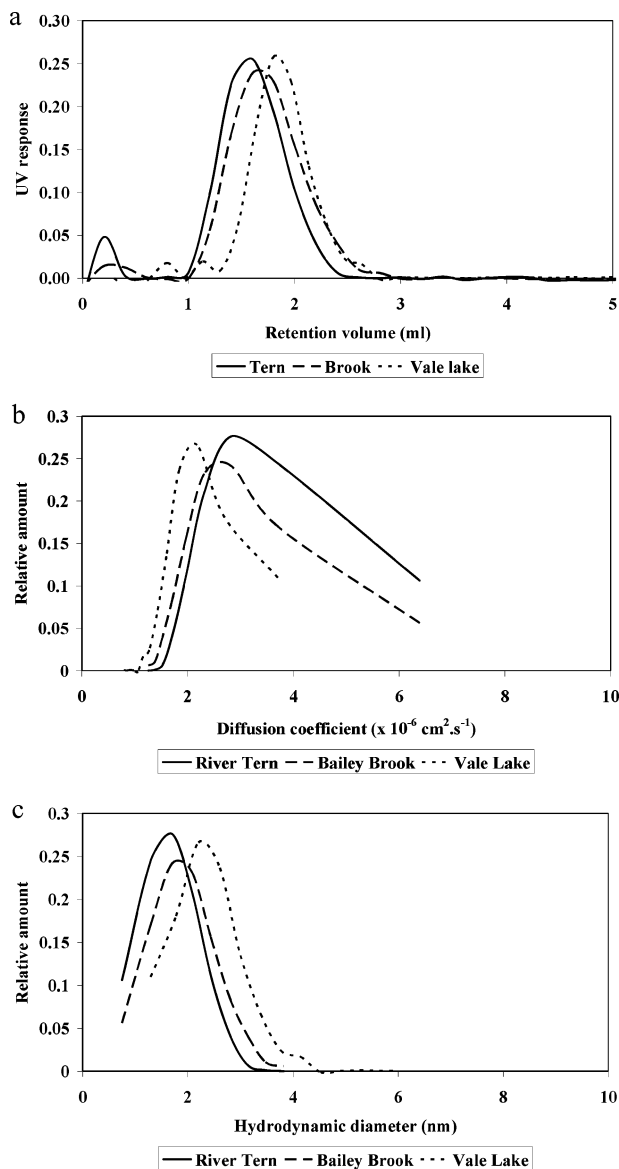 a
0.30
0.25
0.20
0.15
0.10
0.05
0.00
UV response
0 1 2 3 4 5
Retention volume (ml)
Tern Brook Vale lake
b
0.3
0.25
0.2
0.15
0.1
0.05
0
Relative amount
0 2 4 6 8 10
Diffusion coefficient (x 10⁻⁶ cm².s⁻¹)
River Tern Bailey Brook Vale Lake
c
0.3
0.25
0.2
0.15
0.1
0.05
0
Relative amount
0 2 4 6 8 10
Hydrodynamic diameter (nm)
River Tern Bailey Brook Vale Lake